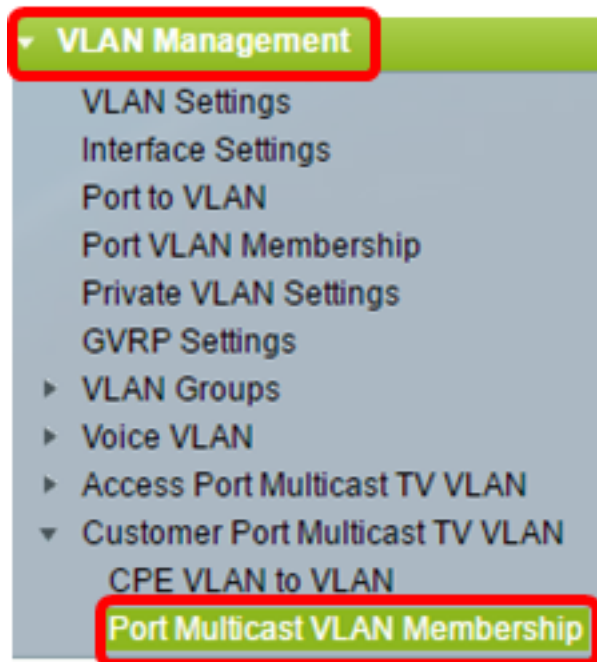 VLAN Management
VLAN Settings
Interface Settings
Port to VLAN
Port VLAN Membership
Private VLAN Settings
GVRP Settings
VLAN Groups
Voice VLAN
Access Port Multicast TV VLAN
Customer Port Multicast TV VLAN
CPE VLAN to VLAN
Port Multicast VLAN Membership